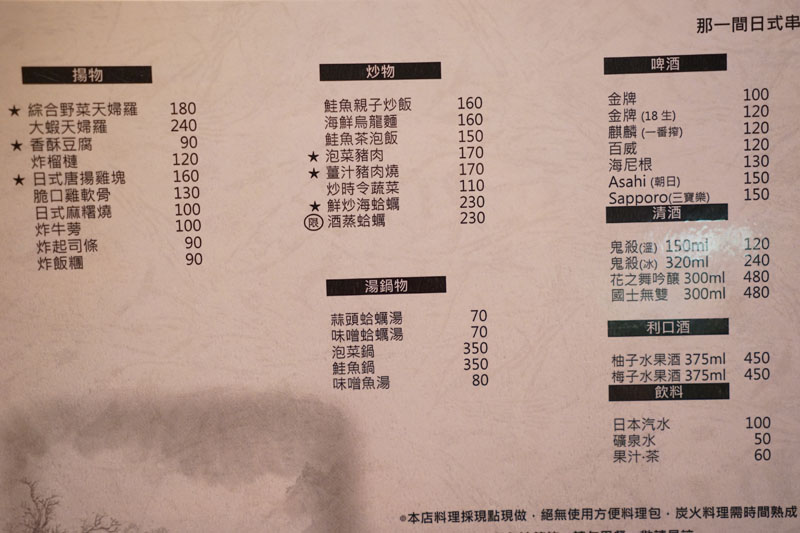 那一間日式串
揚物
★ 綜合野菜天婦羅 180
大蝦天婦羅 240
★ 香酥豆腐 90
炸榴槤 120
★ 日式唐揚雞塊 160
脆口雞軟骨 130
日式麻糬燒 100
炸牛蒡 100
炸起司條 90
炸飯糰 90
炒物
鮭魚親子炒飯 160
海鮮烏龍麵 160
鮭魚茶泡飯 150
★ 泡菜豬肉 170
★ 薑汁豬肉燒 170
炒時令蔬菜 110
★ 鮮炒海蛤蠣 230
限 酒蒸蛤蠣 230
湯鍋物
蒜頭蛤蠣湯 70
味噌蛤蠣湯 70
泡菜鍋 350
鮭魚鍋 350
味噌魚湯 80
啤酒
金牌 100
金牌 (18 生) 120
麒麟 (一番搾) 120
百威 120
海尼根 130
Asahi (朝日) 150
Sapporo(三寶樂) 150
清酒
鬼殺(溫) 150ml 120
鬼殺(冰) 320ml 240
花之舞吟釀 300ml 480
國士無雙 300ml 480
利口酒
柚子水果酒 375ml 450
梅子水果酒 375ml 450
飲料
日本汽水 100
礦泉水 50
果汁·茶 60
◎本店料理採現點現做，絕無使用方便料理包，炭火料理需時間熟成